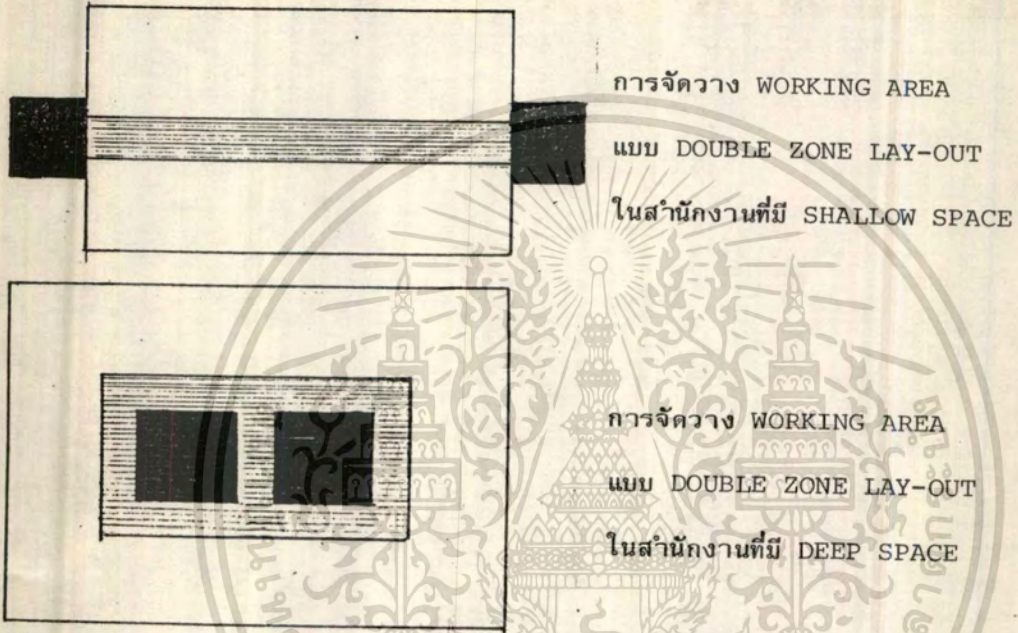 การจัดวาง WORKING AREA
แบบ DOUBLE ZONE LAY-OUT
ในสำนักงานที่มี SHALLOW SPACE
การจัดวาง WORKING AREA
แบบ DOUBLE ZONE LAY-OUT
ในสำนักงานที่มี DEEP SPACE